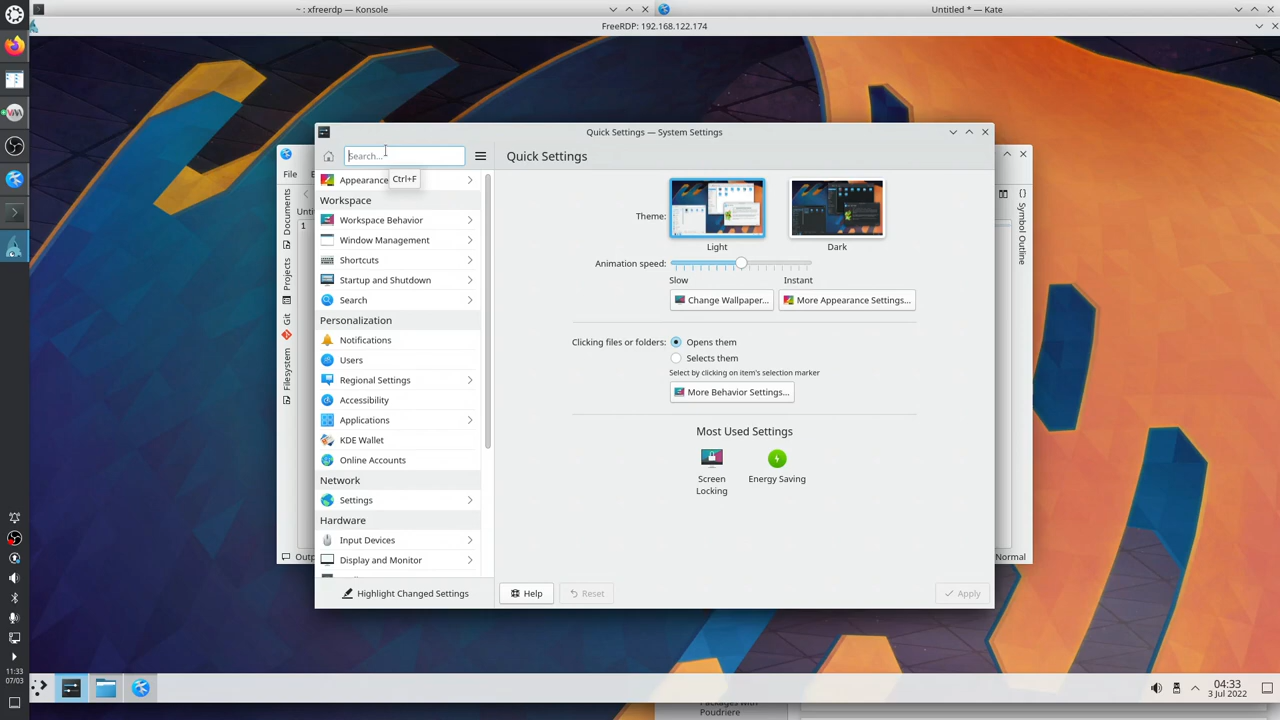 ~ : xfreerdp — Konsole
Untitled * — Kate
FreeRDP: 192.168.122.174
Quick Settings — System Settings
Search...
Ctrl+F
Quick Settings
File
Appearance
Workspace
Workspace Behavior
Window Management
Shortcuts
Startup and Shutdown
Search
Personalization
Notifications
Users
Regional Settings
Accessibility
Applications
KDE Wallet
Online Accounts
Network
Settings
Hardware
Input Devices
Display and Monitor
Highlight Changed Settings
Theme:
Light
Dark
Animation speed:
Slow
Instant
Change Wallpaper...
More Appearance Settings...
Clicking files or folders:
Opens them
Selects them
Select by clicking on item's selection marker
More Behavior Settings...
Most Used Settings
Screen
Locking
Energy Saving
Help
Reset
Apply
Documents
Projects
Git
Filesystem
1
Outp
Symbol Outline
Normal
11:33
07/03
04:33
3 Jul 2022
Packages with
Poudriere